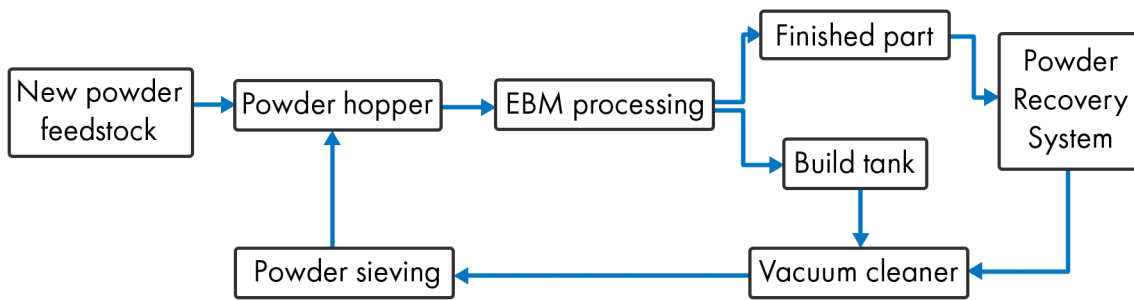 New powder
feedstock
Powder hopper
EBM processing
Finished part
Powder
Recovery
System
Build tank
Vacuum cleaner
Powder sieving